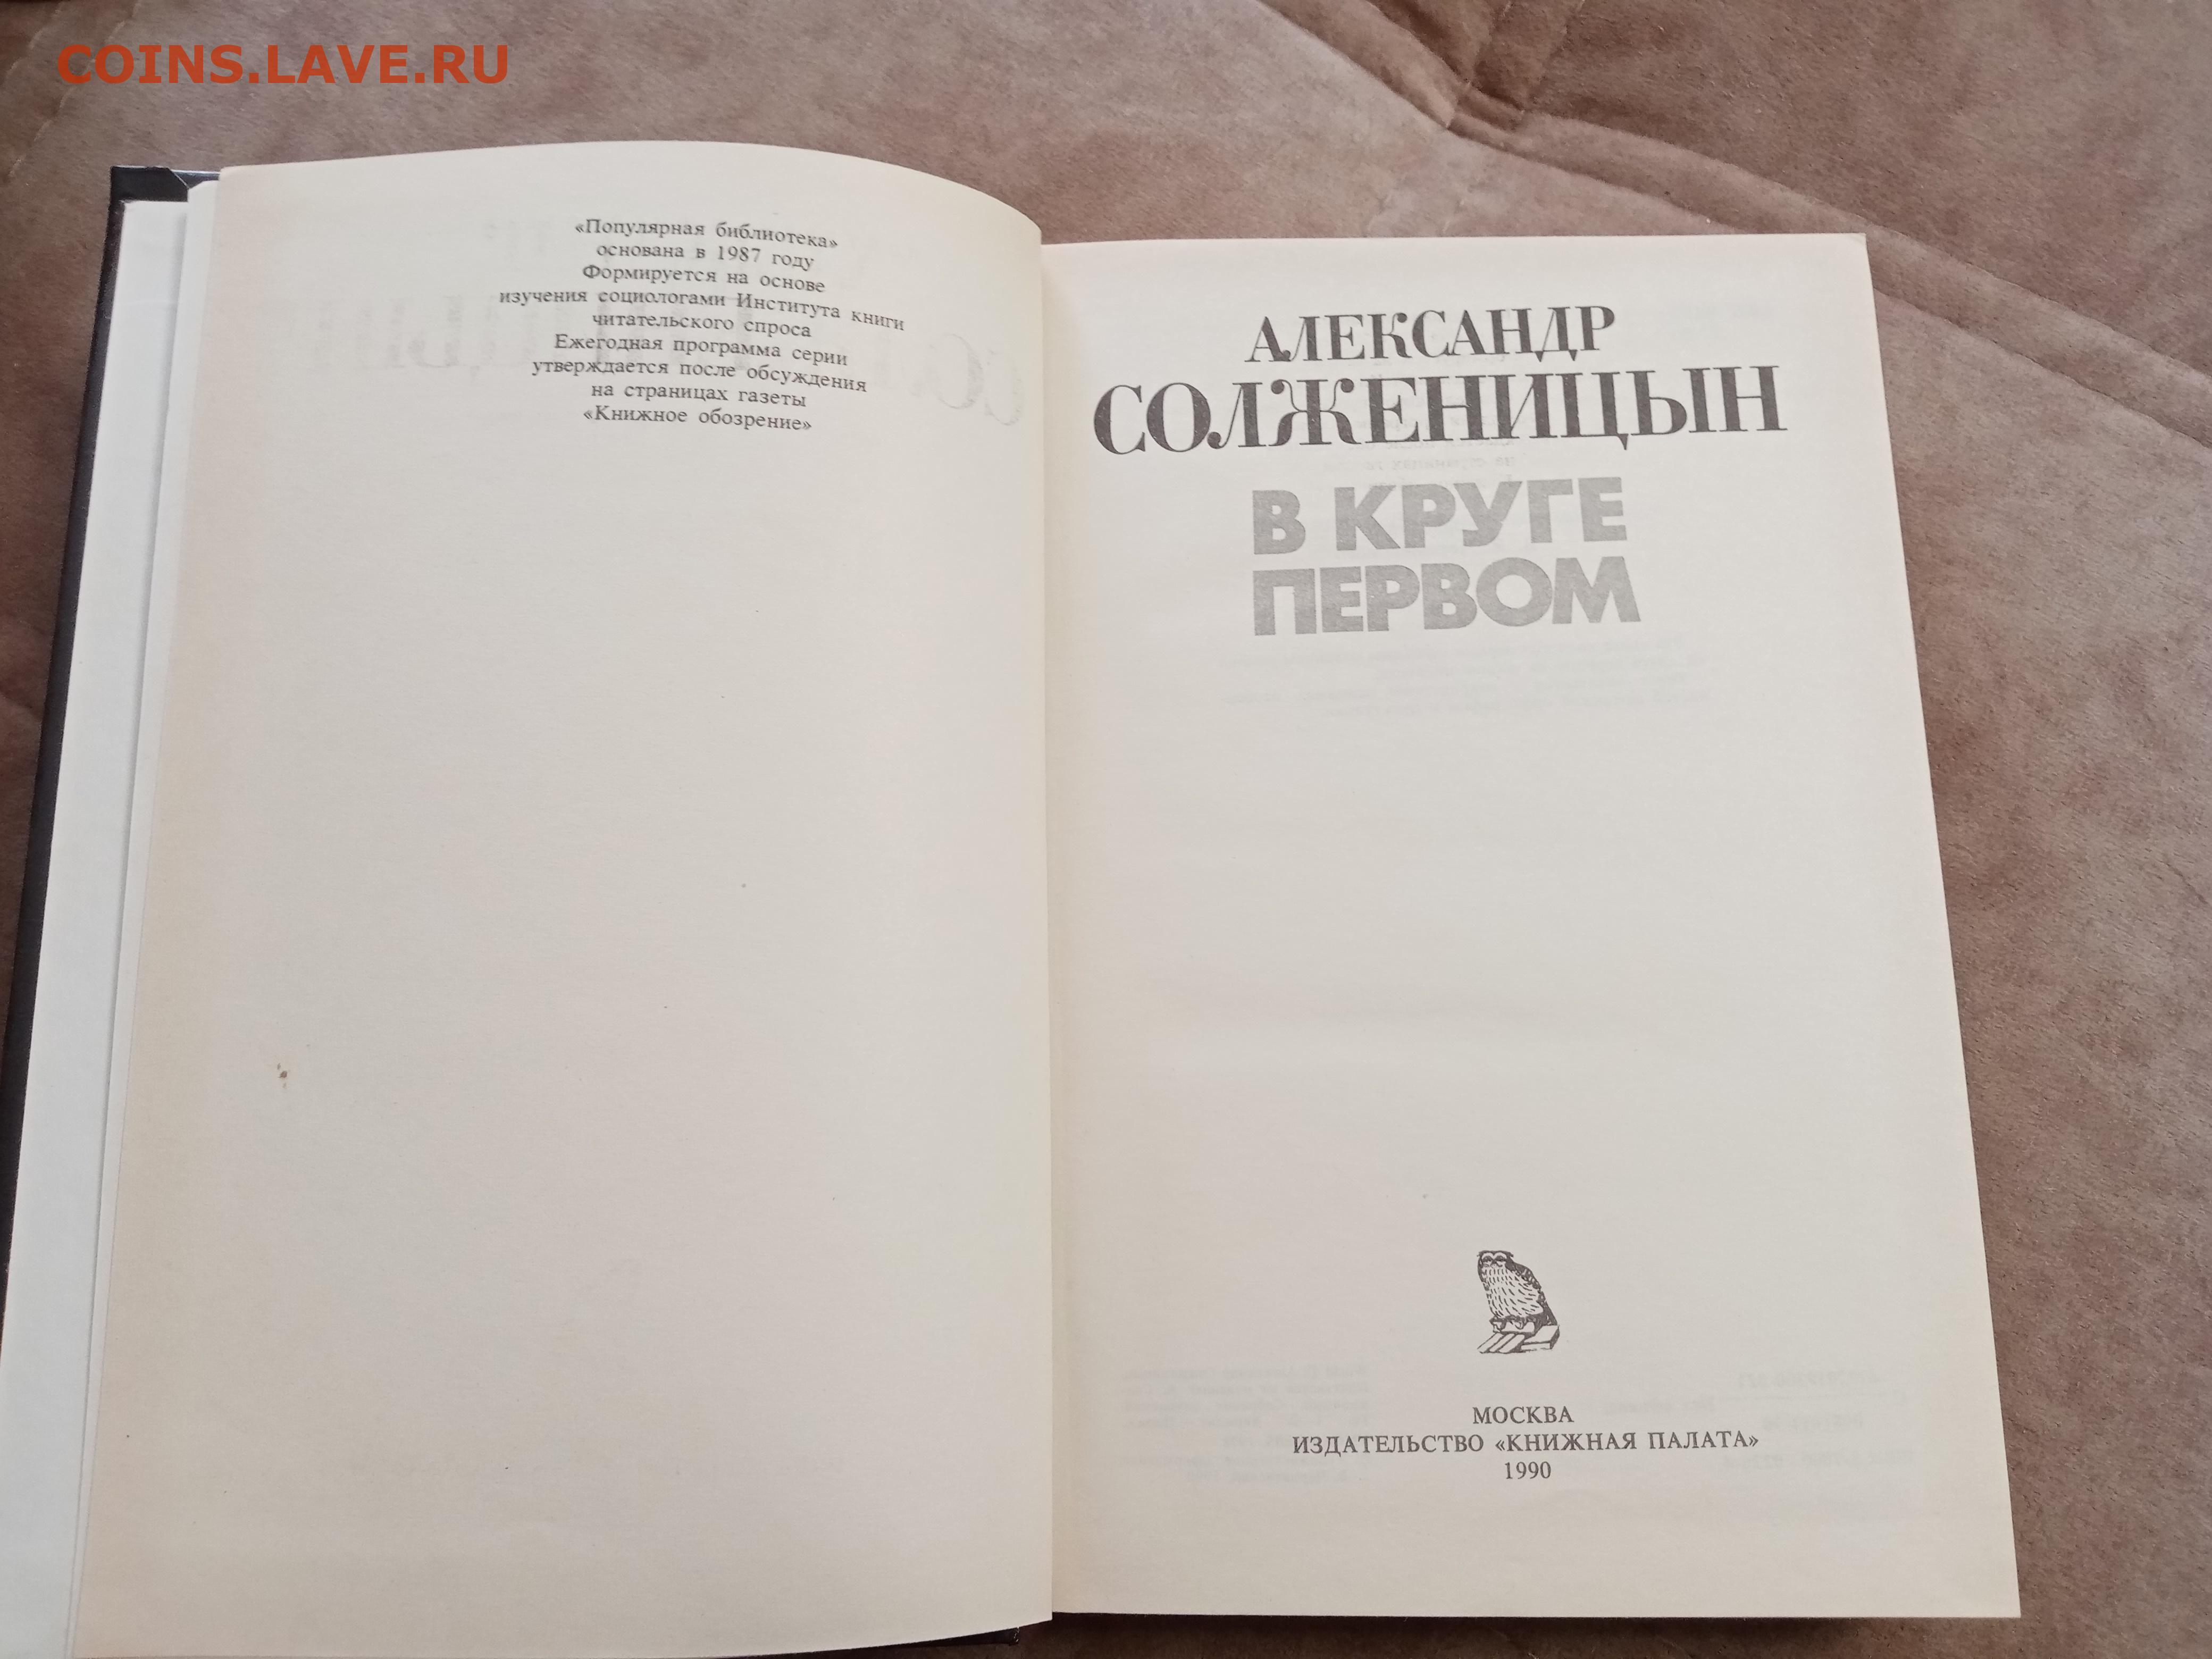 COINS.LAVE.RU
«Популярная библиотека»
основана в 1987 году
Формируется на основе
изучения социологами Института книги
читательского спроса
Ежегодная программа серии
утверждается после обсуждения
на страницах газеты
«Книжное обозрение»
АЛЕКСАНДР
СОЛЖЕНИЦЫН
В КРУГЕ
ПЕРВОМ
МОСКВА
ИЗДАТЕЛЬСТВО «КНИЖНАЯ ПАЛАТА»
1990